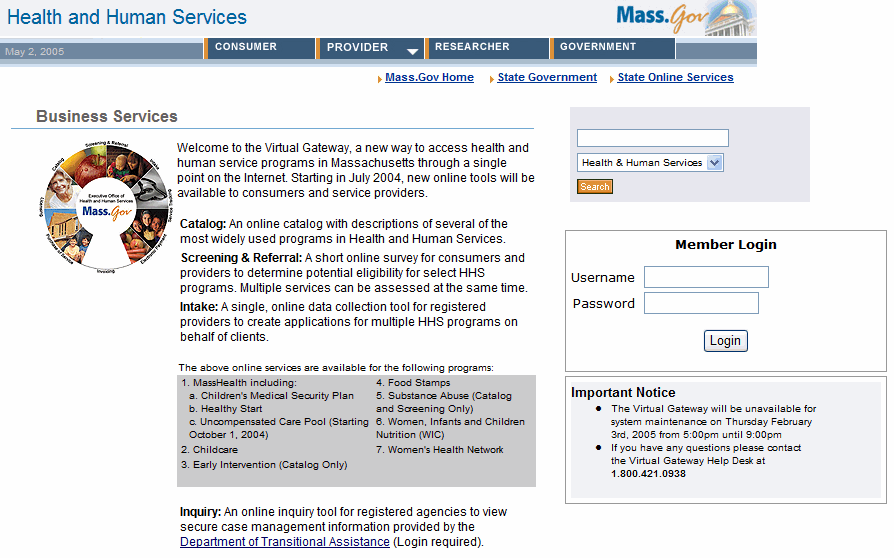 Health and Human Services
Mass.Gov
May 2, 2005
CONSUMER
PROVIDER
RESEARCHER
GOVERNMENT
Mass.Gov Home
State Government
State Online Services
Business Services
Screening & Referral
Catalog
Intake
Executive Office of
Health and Human Services
Mass.Gov
Invoicing
Welcome to the Virtual Gateway, a new way to access health and
human service programs in Massachusetts through a single
point on the Internet. Starting in July 2004, new online tools will be
available to consumers and service providers.
Catalog: An online catalog with descriptions of several of the
most widely used programs in Health and Human Services.
Screening & Referral: A short online survey for consumers and
providers to determine potential eligibility for select HHS
programs. Multiple services can be assessed at the same time.
Intake: A single, online data collection tool for registered
providers to create applications for multiple HHS programs on
behalf of clients.
The above online services are available for the following programs:
1. MassHealth including:
a. Children's Medical Security Plan
b. Healthy Start
c. Uncompensated Care Pool (Starting
October 1, 2004)
2. Childcare
3. Early Intervention (Catalog Only)
4. Food Stamps
5. Substance Abuse (Catalog
and Screening Only)
6. Women, Infants and Children
Nutrition (WIC)
7. Women's Health Network
Inquiry: An online inquiry tool for registered agencies to view
secure case management information provided by the
Department of Transitional Assistance (Login required).
Health & Human Services
Search
Member Login
Username
Password
Login
Important Notice
The Virtual Gateway will be unavailable for
system maintenance on Thursday February
3rd, 2005 from 5:00pm until 9:00pm
If you have any questions please contact
the Virtual Gateway Help Desk at
1.800.421.0938